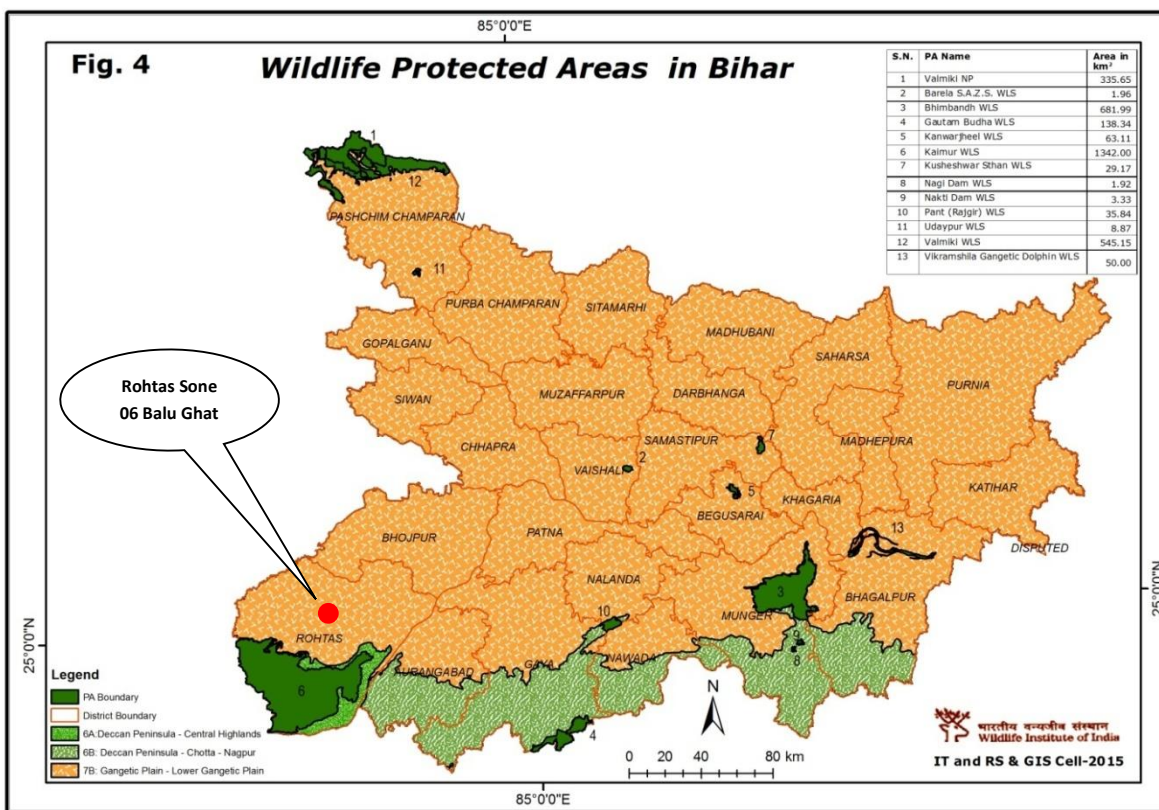 85°0'0"E
Fig. 4
Wildlife Protected Areas in Bihar
S.N. PA Name Area in km²
1 Valmiki NP 335.65
2 Barela S.A.Z.S. WLS 1.96
3 Bhimbandh WLS 681.99
4 Gautam Budha WLS 138.34
5 Kanwarjheel WLS 63.11
6 Kaimur WLS 1342.00
7 Kusheshwar Sthan WLS 29.17
8 Nagi Dam WLS 1.92
9 Nakti Dam WLS 3.33
10 Pant (Rajgir) WLS 35.84
11 Udaypur WLS 8.87
12 Valmiki WLS 545.15
13 Vikramshila Gangetic Dolphin WLS 50.00
1
12
PASHCHIM CHAMPARAN
11
PURBA CHAMPARAN
SITAMARHI
MADHUBANI
GOPALGANJ
SAHARSA
PURNIA
Rohtas Sone
06 Balu Ghat
SIWAN
MUZAFFARPUR
DARBHANGA
CHHAPRA
SAMASTIPUR
7
MADHEPURA
VAISHALI
2
5
KHAGARIA
KATIHAR
BEGUSARAI
13
BHOJPUR
PATNA
DISPUTED
NALANDA
3
BHAGALPUR
10
MUNGER
ROHTAS
25°0'0"N
25°0'0"N
AURANGABAD
GAYA
NAWADA
9
8
6
4
N
0 20 40 60 80 km
Legend
PA Boundary
District Boundary
6A:Deccan Peninsula - Central Highlands
6B: Deccan Peninsula - Chotta - Nagpur
7B: Gangetic Plain - Lower Gangetic Plain
भारतीय वन्यजीव संस्थान
Wildlife Institute of India
IT and RS & GIS Cell-2015
85°0'0"E